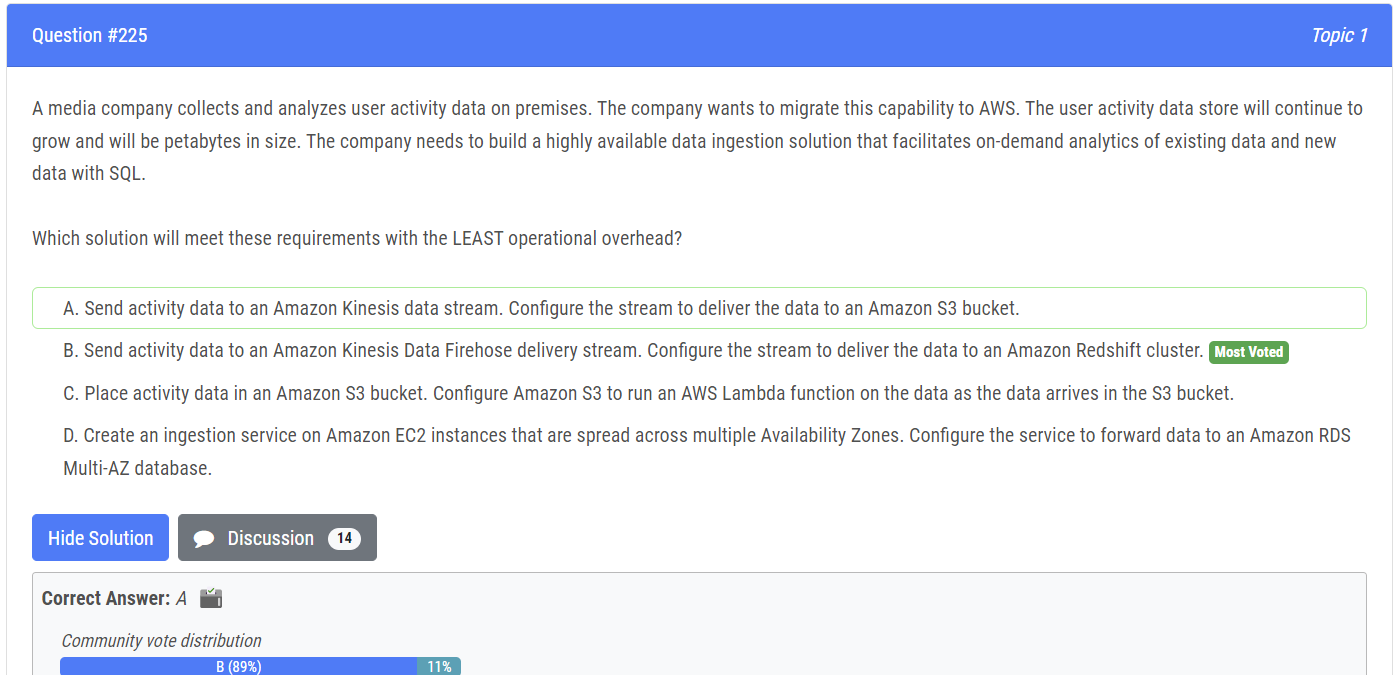 Question #225
Topic 1
A media company collects and analyzes user activity data on premises. The company wants to migrate this capability to AWS. The user activity data store will continue to
grow and will be petabytes in size. The company needs to build a highly available data ingestion solution that facilitates on-demand analytics of existing data and new
data with SQL.
Which solution will meet these requirements with the LEAST operational overhead?
A. Send activity data to an Amazon Kinesis data stream. Configure the stream to deliver the data to an Amazon S3 bucket.
B. Send activity data to an Amazon Kinesis Data Firehose delivery stream. Configure the stream to deliver the data to an Amazon Redshift cluster. Most Voted
C. Place activity data in an Amazon S3 bucket. Configure Amazon S3 to run an AWS Lambda function on the data as the data arrives in the S3 bucket.
D. Create an ingestion service on Amazon EC2 instances that are spread across multiple Availability Zones. Configure the service to forward data to an Amazon RDS
Multi-AZ database.
Hide Solution
Discussion 14
Correct Answer: A
Community vote distribution
B (89%)
11%